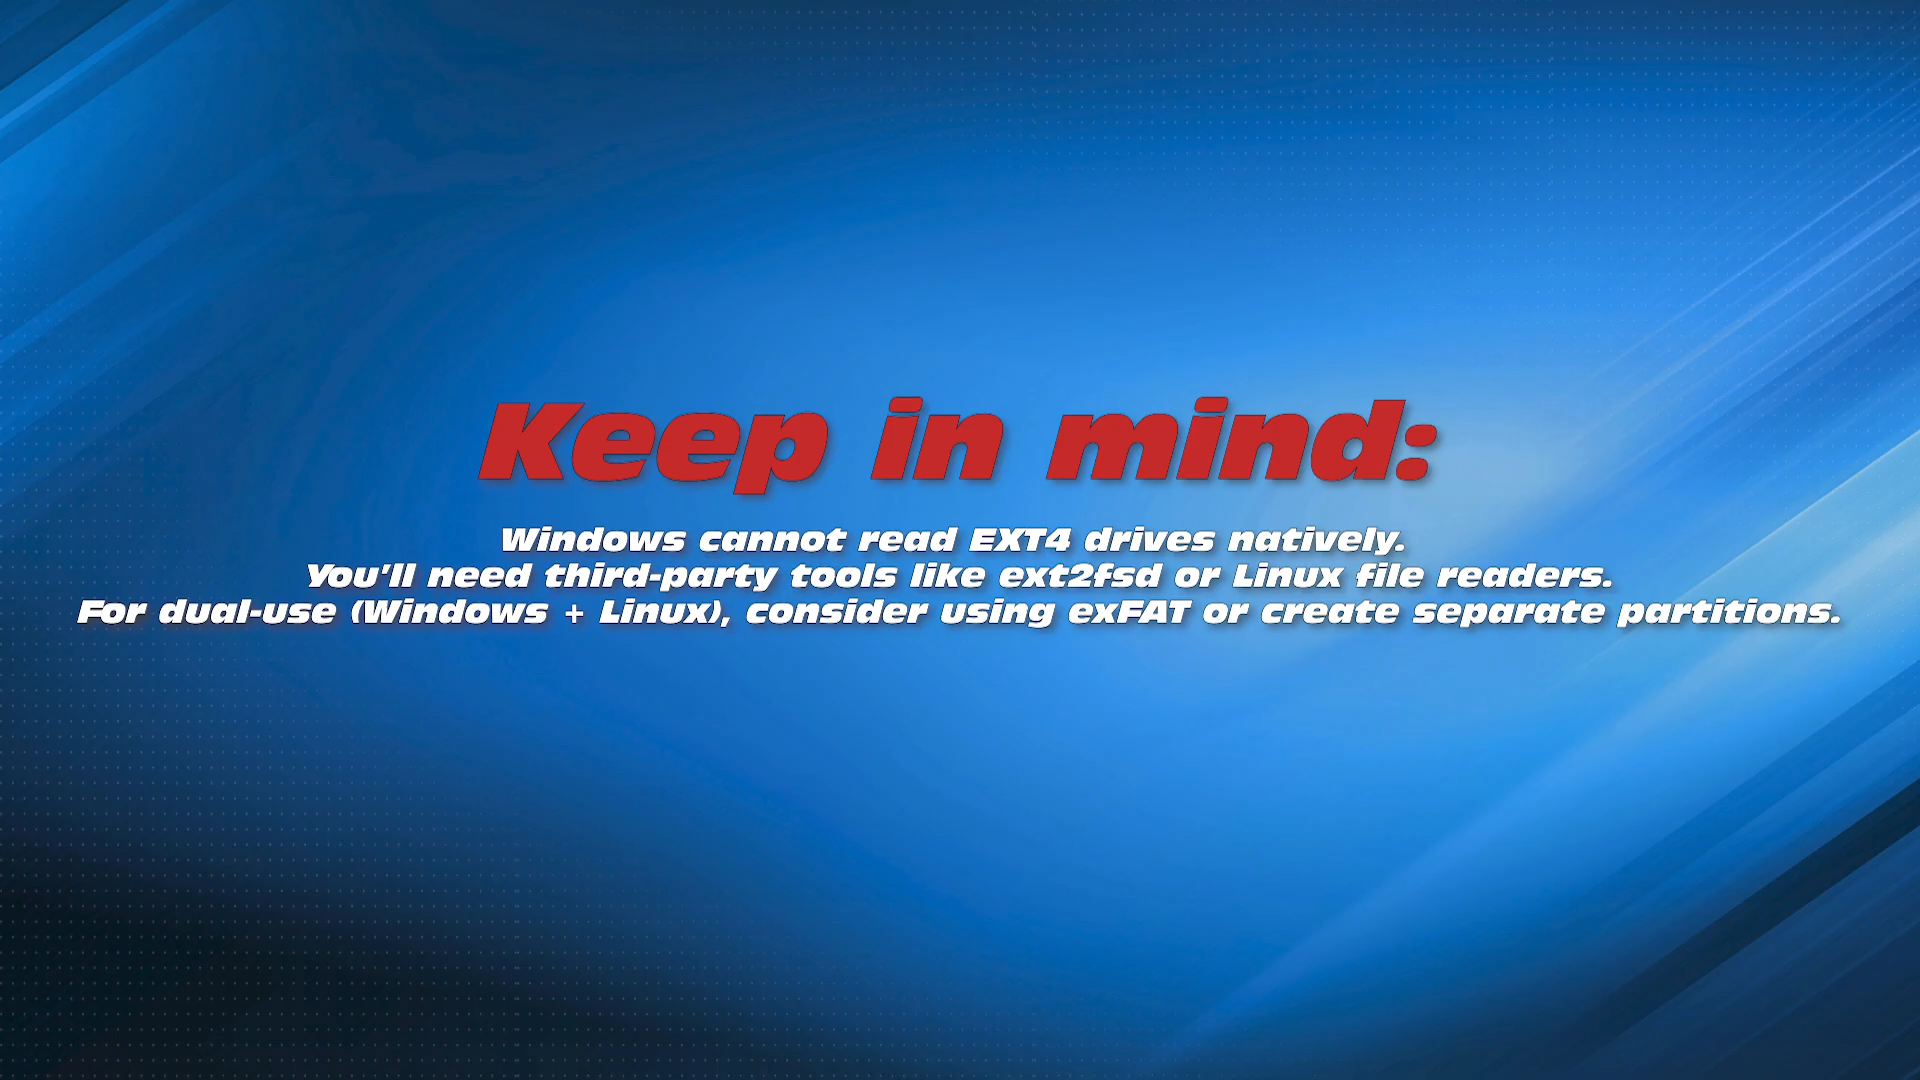 Keep in mind:
Windows cannot read EXT4 drives natively.
You'll need third-party tools like ext2fsd or Linux file readers.
For dual-use (Windows + Linux), consider using exFAT or create separate partitions.